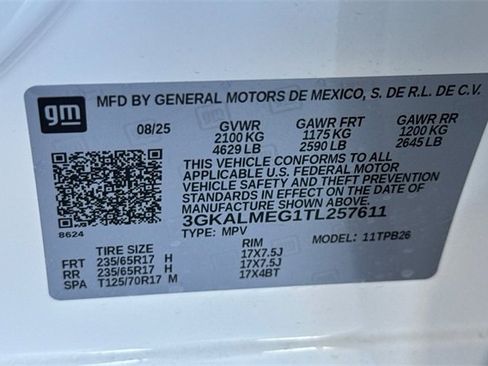 gm
MFD BY GENERAL MOTORS DE MEXICO, S. DE R.L. DE C.V.
08/25 GVWR GAWR FRT GAWR RR
2100 KG 1175 KG 1200 KG
4629 LB 2590 LB 2645 LB
THIS VEHICLE CONFORMS TO ALL
APPLICABLE U.S. FEDERAL MOTOR
VEHICLE SAFETY AND THEFT PREVENTION
STANDARDS IN EFFECT ON THE DATE OF
MANUFACTURE SHOWN ABOVE.
3GKALMEG1TL257611
8624
TYPE: MPV MODEL: 11TPB26
TIRE SIZE RIM
FRT 235/65R17 H 17X7.5J
RR 235/65R17 H 17X7.5J
SPA T125/70R17 M 17X4BT